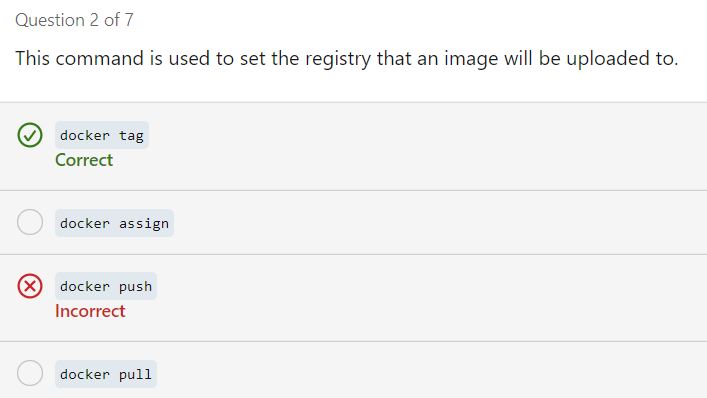 Question 2 of 7
This command is used to set the registry that an image will be uploaded to.
docker tag
Correct
docker assign
docker push
Incorrect
docker pull